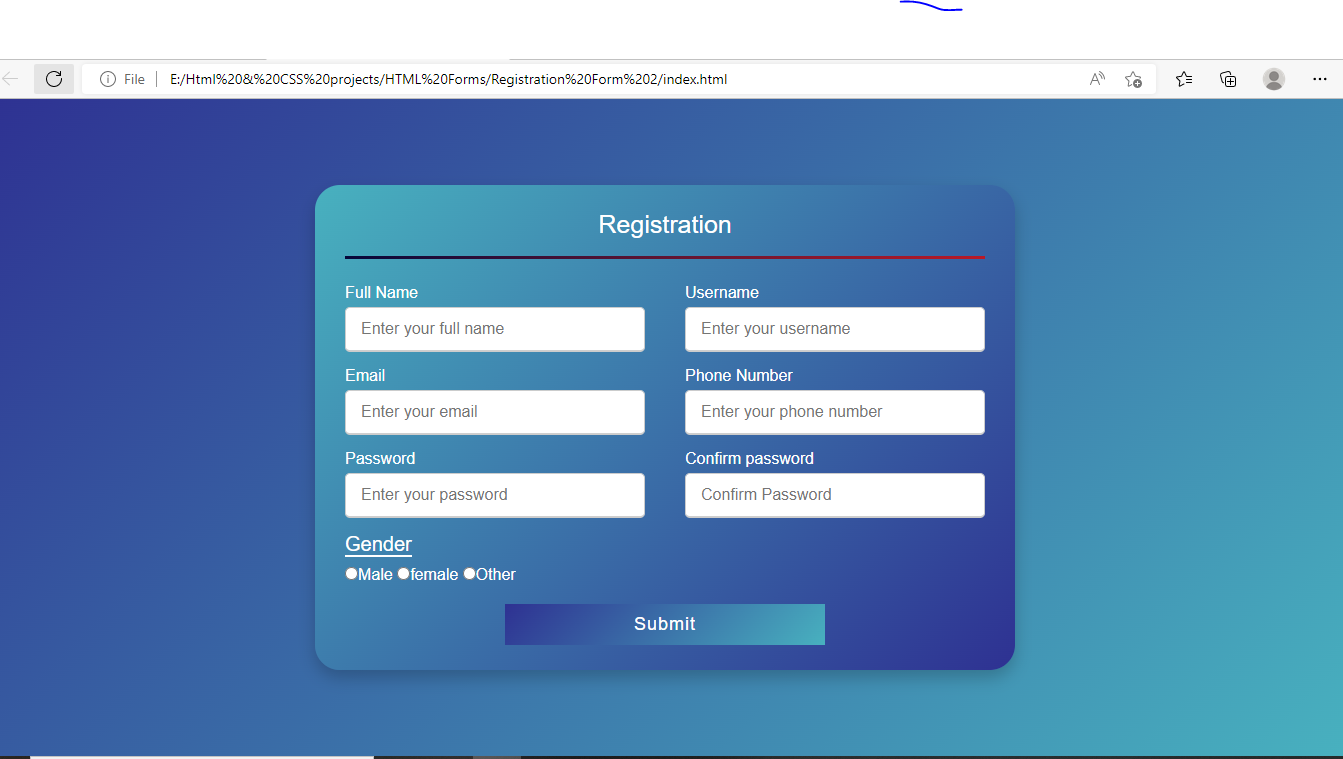 File E:/Html%20&%20CSS%20projects/HTML%20Forms/Registration%20Form%202/index.html
Registration
Full Name Username
Enter your full name Enter your username
Email Phone Number
Enter your email Enter your phone number
Password Confirm password
Enter your password Confirm Password
Gender
Male female Other
Submit